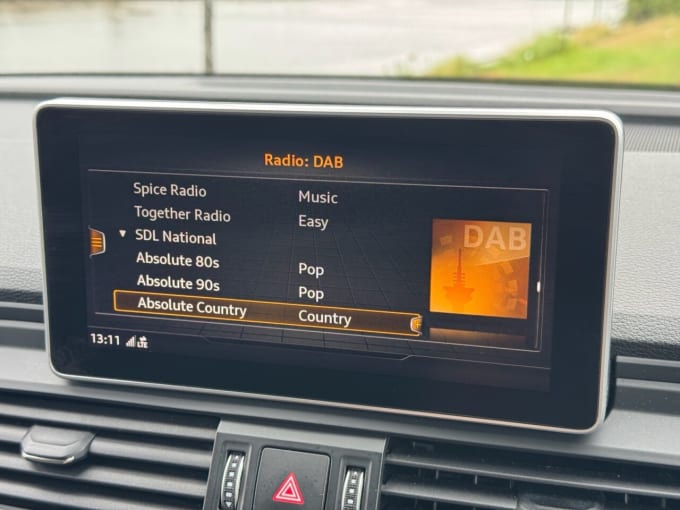 Radio: DAB
Spice Radio Music
Together Radio Easy
SDL National
Absolute 80s Pop
Absolute 90s Pop
Absolute Country Country
DAB
13:11 LTE